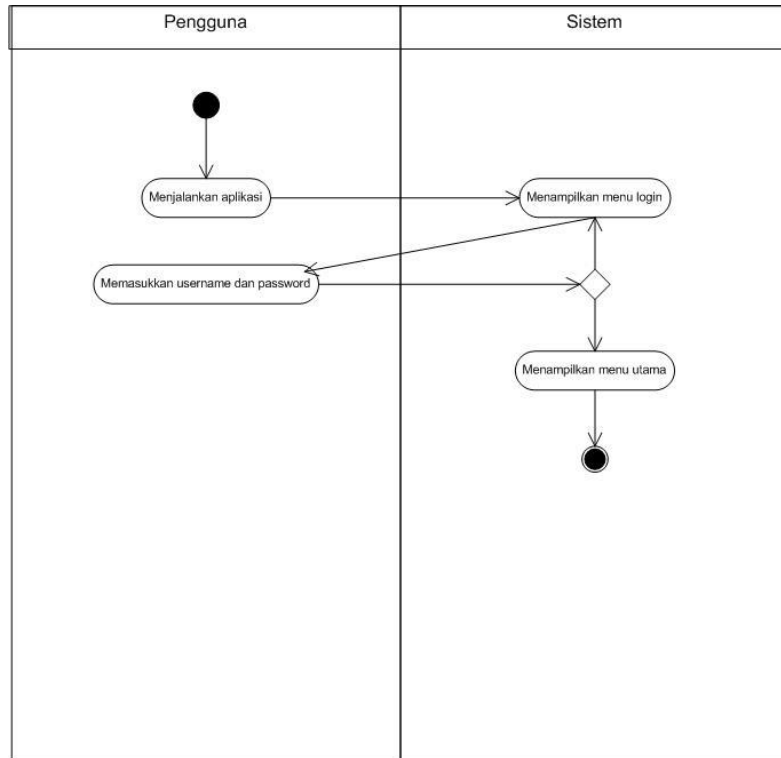 Pengguna
Sistem
Menjalankan aplikasi
Menampilkan menu login
Memasukkan username dan password
Menampilkan menu utama